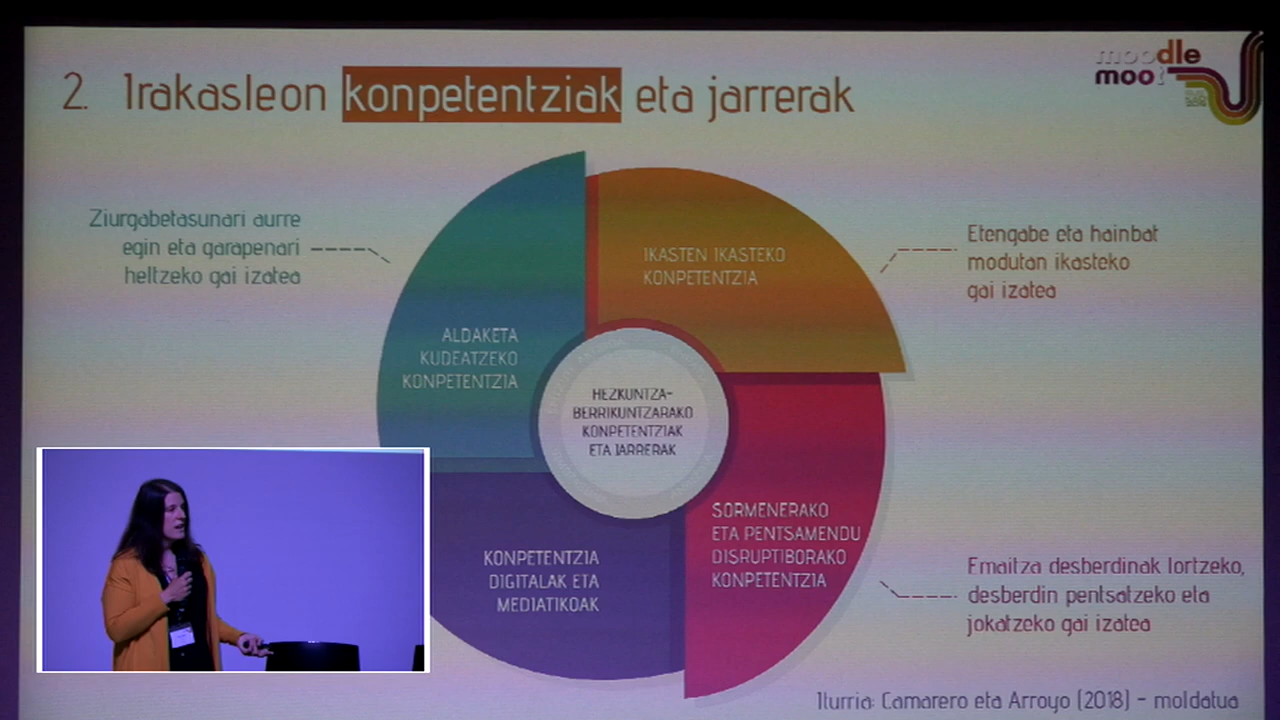 2. Irakasleon konpetentziak eta jarrerak
moodle
moot
Ziurgabetasunari aurre
egin eta garapenari
heltzeko gai izatea
ALDAKETA
KUDEATZEKO
KONPETENTZIA
IKASTEN IKASTEKO
KONPETENTZIA
Etengabe eta hainbat
modutan ikasteko
gai izatea
HEZKUNTZA-
BERRIKUNTZARAKO
KONPETENTZIAK
ETA JARRERAK
KONPETENTZIA
DIGITALAK ETA
MEDIATIKOAK
SORMENERAKO
ETA PENTSAMENDU
DISRUPTIBORAKO
KONPETENTZIA
Emaitza desberdinak lortzeko,
desberdin pentsatzeko eta
jokatzeko gai izatea
Iturria: Camarero eta Arroyo (2018) - moldatua